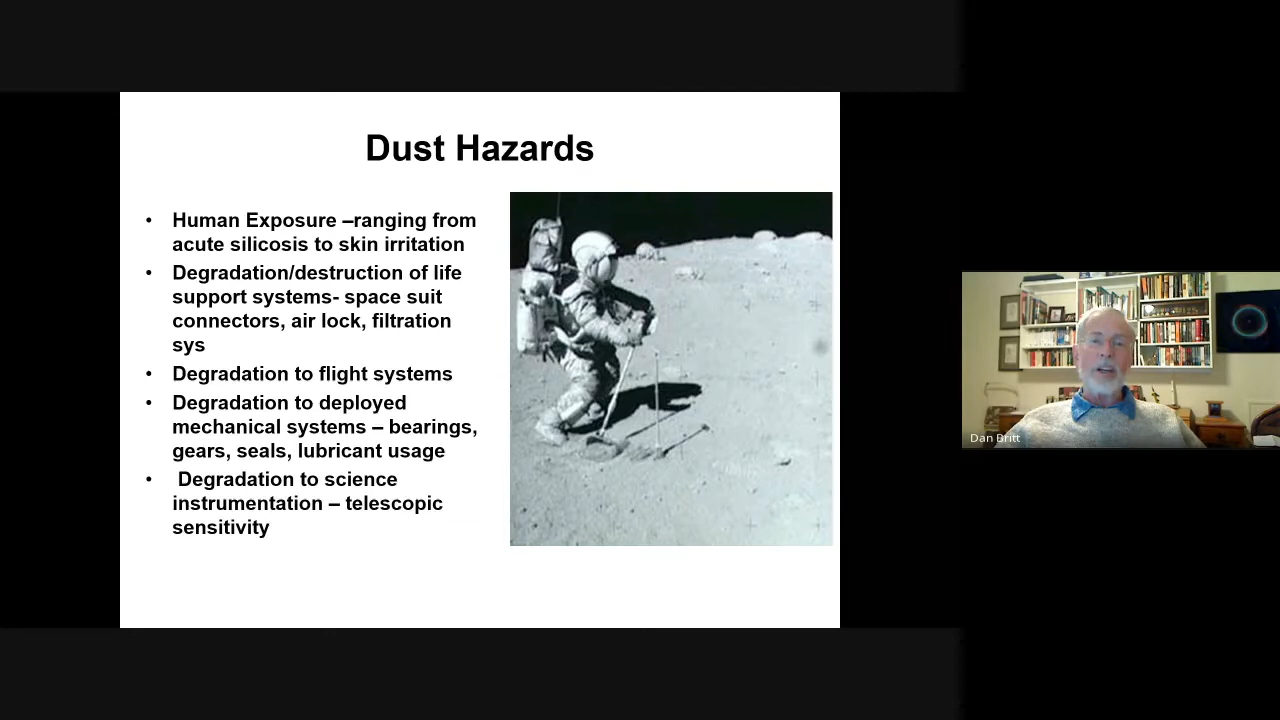 Dust Hazards
• Human Exposure –ranging from
acute silicosis to skin irritation
• Degradation/destruction of life
support systems- space suit
connectors, air lock, filtration
sys
• Degradation to flight systems
• Degradation to deployed
mechanical systems – bearings,
gears, seals, lubricant usage
• Degradation to science
instrumentation – telescopic
sensitivity
Dan Britt